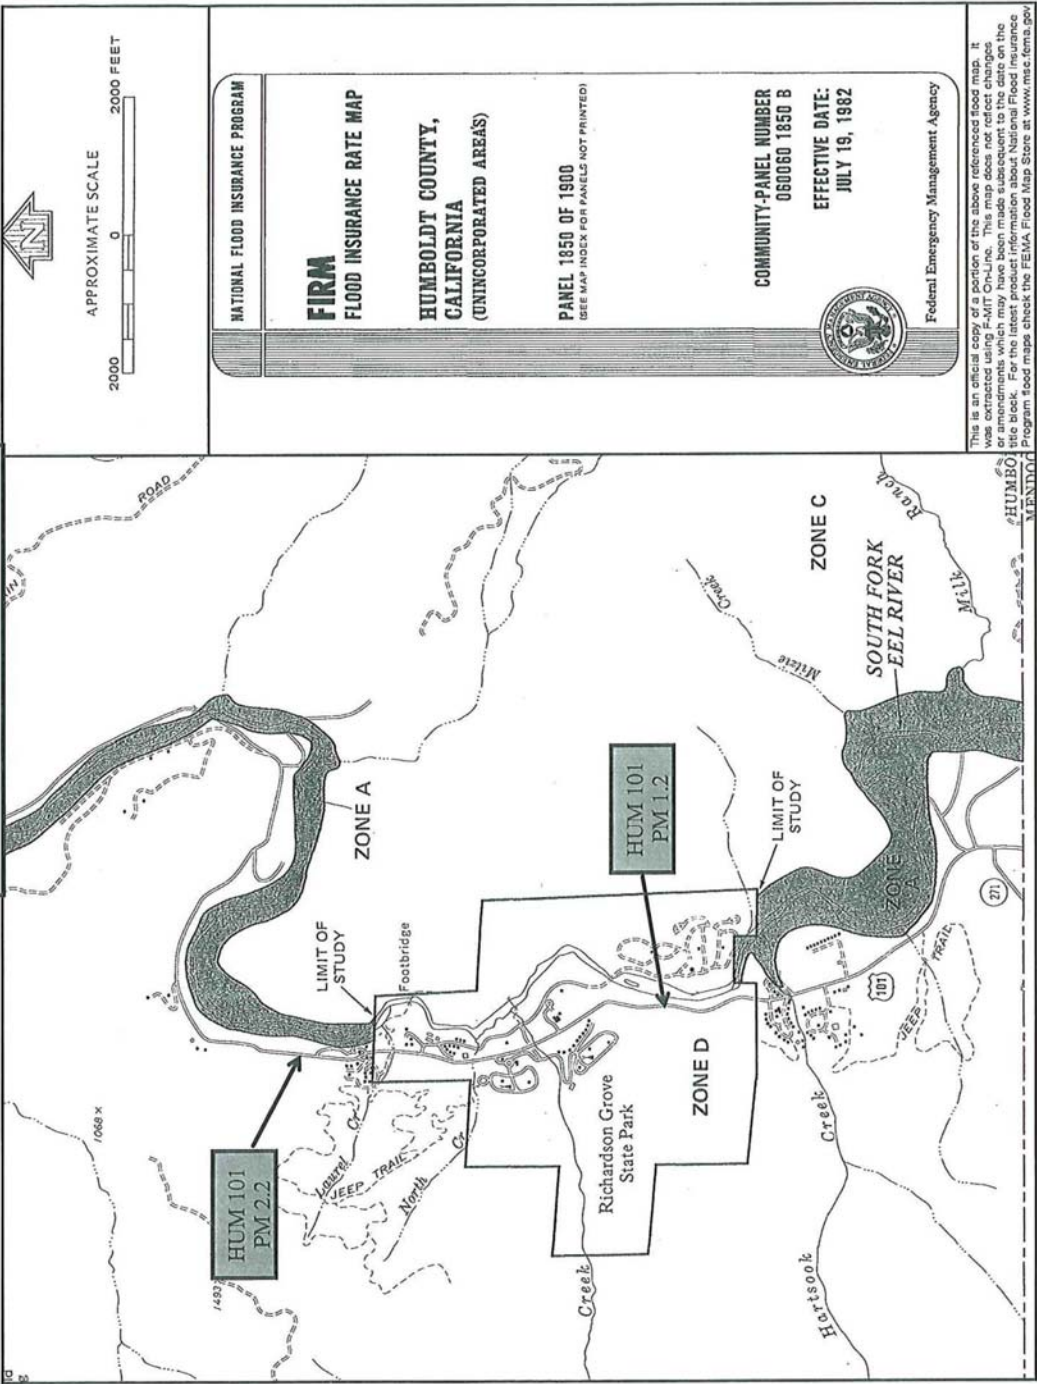 APPROXIMATE SCALE
2000 0 2000 FEET
N
NATIONAL FLOOD INSURANCE PROGRAM
FIRM
FLOOD INSURANCE RATE MAP
HUMBOLDT COUNTY,
CALIFORNIA
(UNINCORPORATED AREAS)
PANEL 1850 OF 1900
(SEE MAP INDEX FOR PANELS NOT PRINTED)
COMMUNITY-PANEL NUMBER
060060 1850 B
EFFECTIVE DATE:
JULY 19, 1982
Federal Emergency Management Agency
This is an official copy of a portion of the above referenced flood map. It
was extracted using F-MIT On-Line. This map does not reflect changes
or amendments which may have been made subsequent to the date on the
title block. For the latest product information about National Flood Insurance
Program flood maps check the FEMA Flood Map Store at www.msc.fema.gov
ROAD
ZONE A
LIMIT OF
STUDY
Footbridge
HUM 101
PM 2.2
1068 x
1493
Laurel Cr
JEEP TRAIL
North Cr
HUM 101
PM 1.2
Richardson Grove
State Park
ZONE D
Creek
LIMIT OF
STUDY
Milzie Creek
ZONE C
SOUTH FORK
EEL RIVER
Milk Ranch
ZONE
A
271
101
JEEP TRAIL
Hartsook Creek
HUMBO
MENDOC